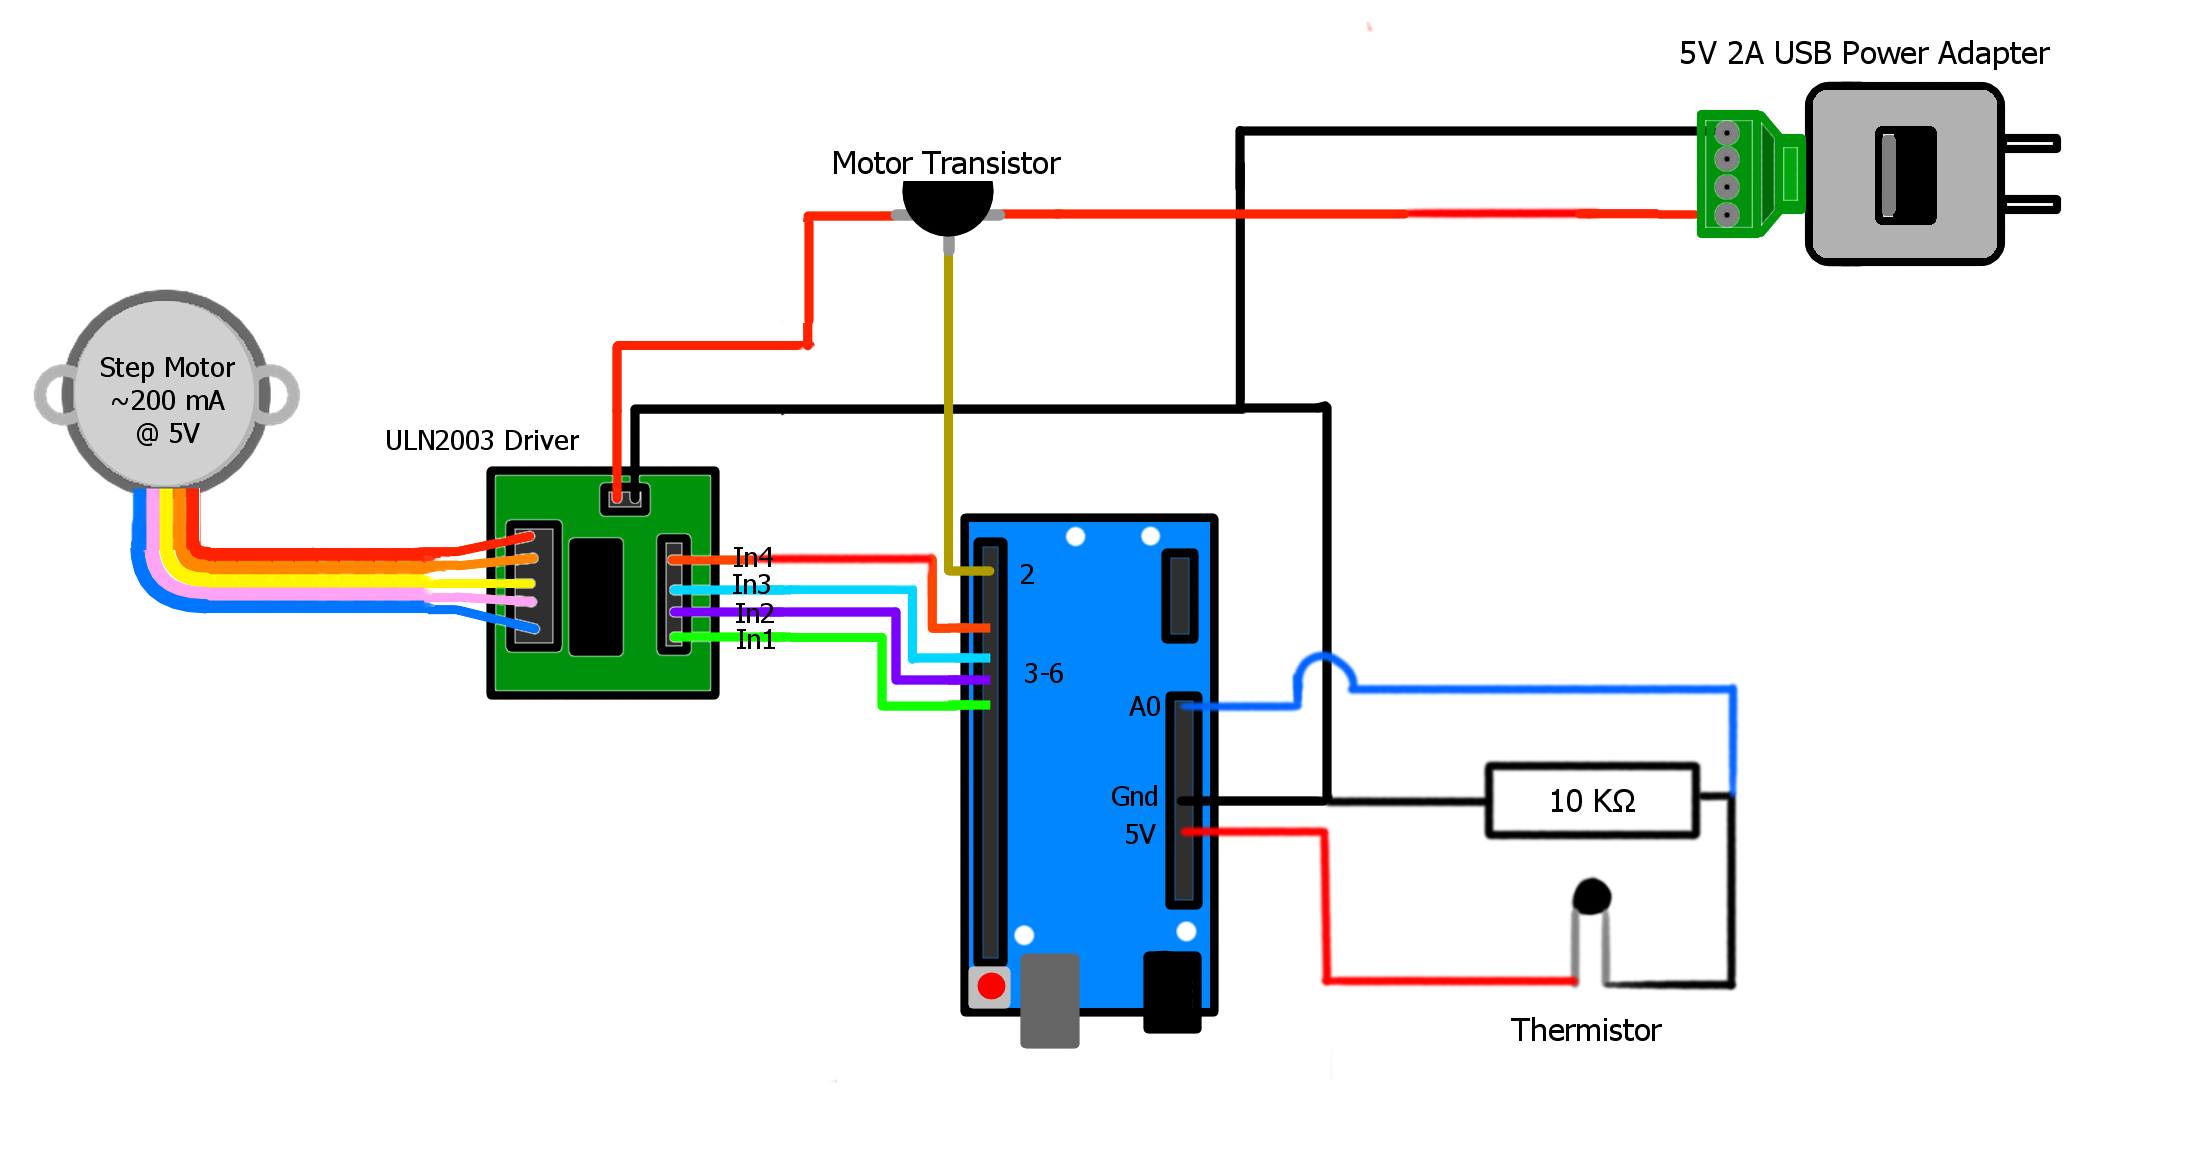 5V 2A USB Power Adapter
Motor Transistor
Step Motor
~200 mA
@ 5V
ULN2003 Driver
In4
In3
In2
In1
2
3-6
A0
Gnd
5V
10 KΩ
Thermistor